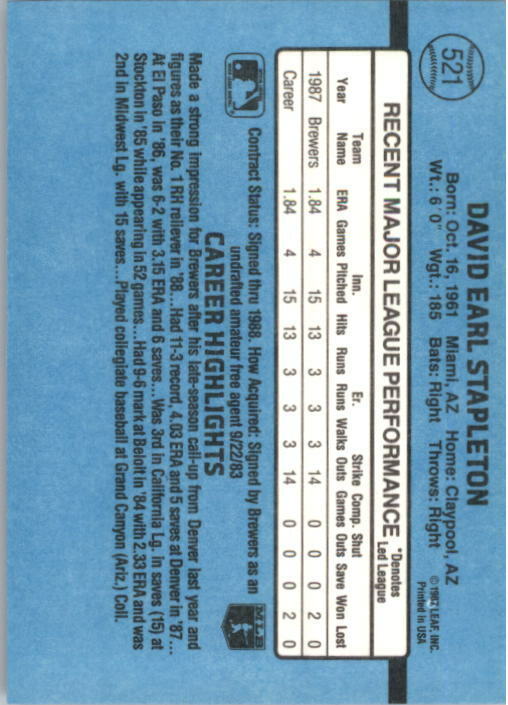 521
DAVID EARL STAPLETON
Born: Oct. 16, 1961 Miami, AZ Home: Claypool, AZ
Wt.: 6' 0" Wgt.: 185 Bats: Right Throws: Right
© 1987 LEAF, INC.
Printed in USA
RECENT MAJOR LEAGUE PERFORMANCE *Denotes Led League
Team Inn. Er. Strike Comp. Shut
Year Name ERA Games Pitched Hits Runs Runs Walks Outs Games Outs Save Won Lost
1987 Brewers 1.84 4 15 13 3 3 3 14 0 0 0 2 0
Career 1.84 4 15 13 3 3 3 14 0 0 0 2 0
Contract Status: Signed thru 1988. How Acquired: Signed by Brewers as an
undrafted amateur free agent 9/22/83
MLB
CAREER HIGHLIGHTS
Made a strong impression for Brewers after his late-season call-up from Denver last year and
figures as their No. 1 RH reliever in '88...Had 11-3 record, 4.03 ERA and 5 saves at Denver in '87...
At El Paso in '86, was 6-2 with 3.15 ERA and 6 saves...Was 3rd in California Lg. in saves (15) at
Stockton in '85 while appearing in 52 games...Had 9-6 mark at Beloit in '84 with 2.33 ERA and was
2nd in Midwest Lg. with 15 saves...Played collegiate baseball at Grand Canyon (Ariz.) Coll.